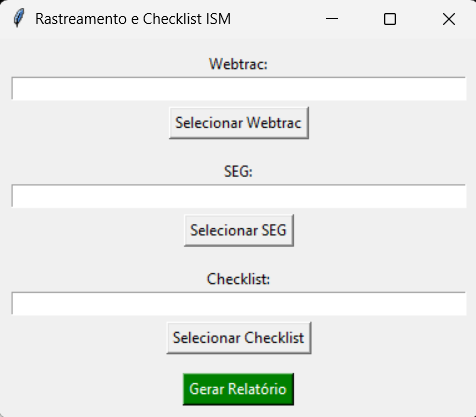 Rastreamento e Checklist ISM
Webtrac:
Selecionar Webtrac
SEG:
Selecionar SEG
Checklist:
Selecionar Checklist
Gerar Relatório